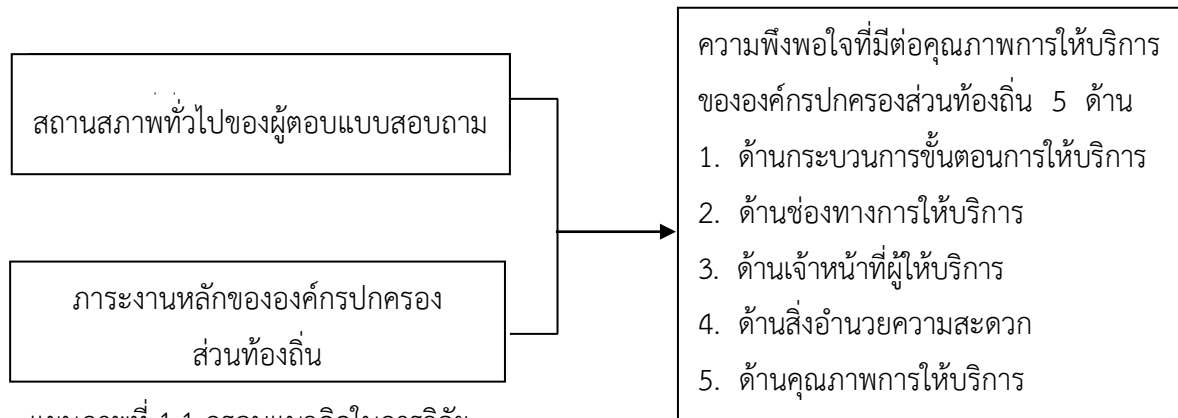 สถานสภาพทั่วไปของผู้ตอบแบบสอบถาม
ภาระงานหลักขององค์กรปกครอง
ส่วนท้องถิ่น
ความพึงพอใจที่มีต่อคุณภาพการให้บริการ
ขององค์กรปกครองส่วนท้องถิ่น 5 ด้าน
1. ด้านกระบวนการขั้นตอนการให้บริการ
2. ด้านช่องทางการให้บริการ
3. ด้านเจ้าหน้าที่ผู้ให้บริการ
4. ด้านสิ่งอำนวยความสะดวก
5. ด้านคุณภาพการให้บริการ